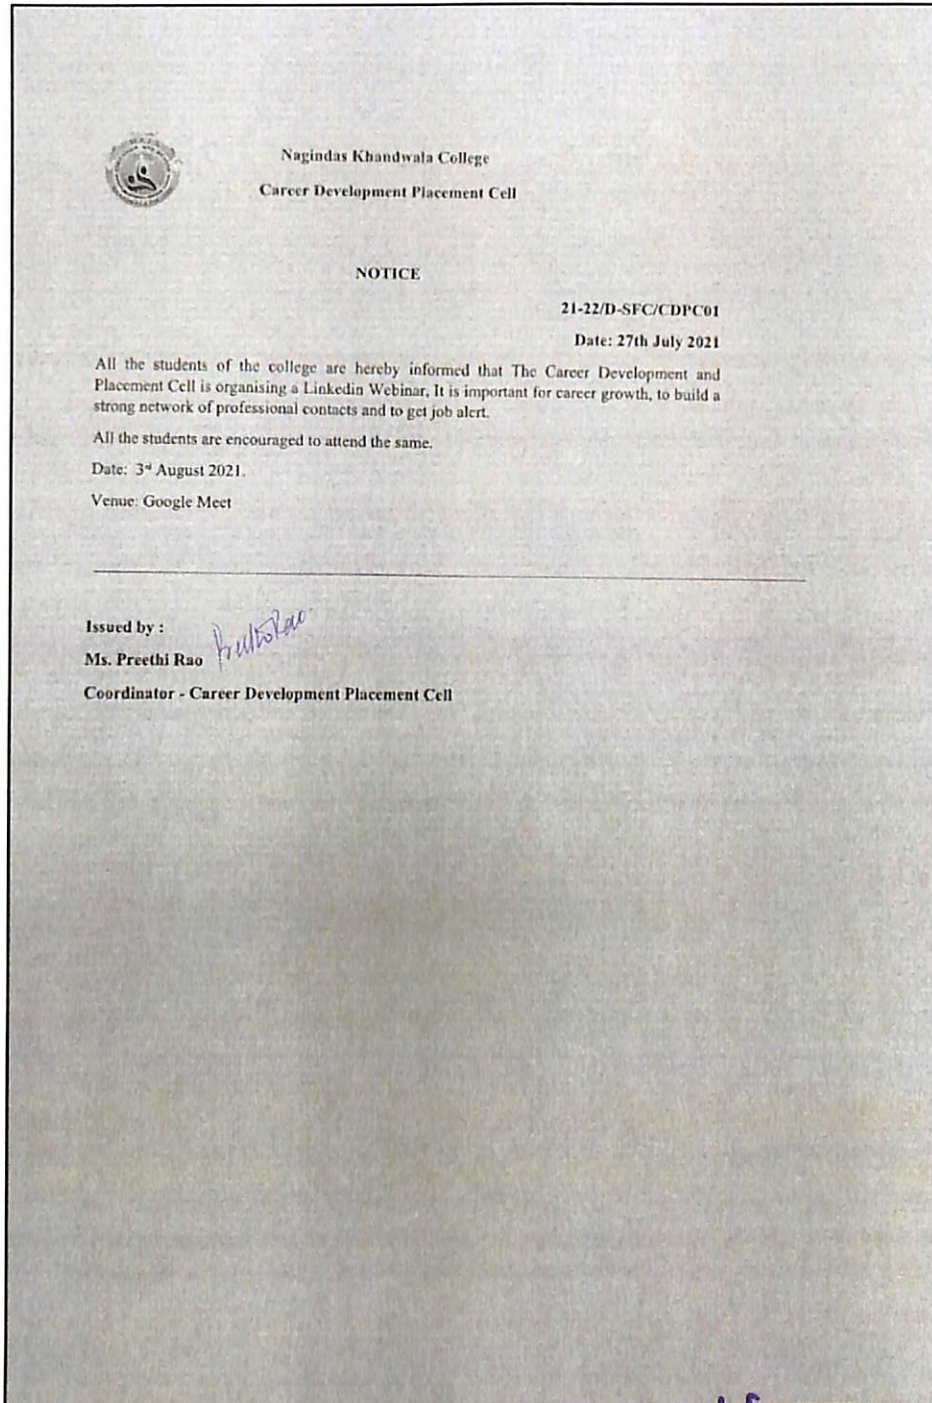 Nagindas Khandwala College
Career Development Placement Cell
NOTICE
21-22/D-SFC/CDPC01
Date: 27th July 2021
All the students of the college are hereby informed that The Career Development and
Placement Cell is organising a Linkedin Webinar, It is important for career growth, to build a
strong network of professional contacts and to get job alert.
All the students are encouraged to attend the same.
Date: 3rd August 2021.
Venue: Google Meet
Issued by :
Preethi Rao
Ms. Preethi Rao
Coordinator - Career Development Placement Cell